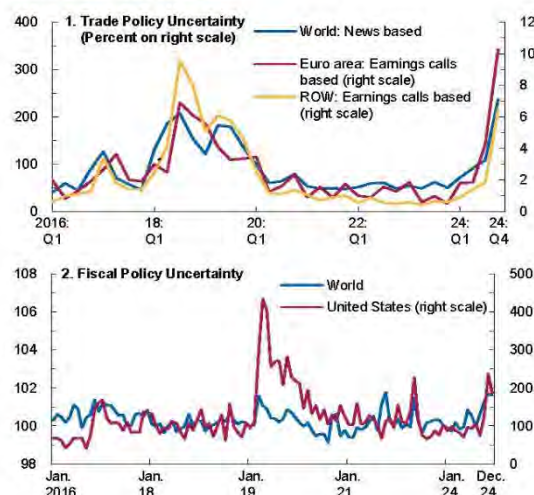 1. Trade Policy Uncertainty
(Percent on right scale)
World: News based
Euro area: Earnings calls
based (right scale)
ROW: Earnings calls based
(right scale)
400
300
200
100
0
12
10
8
6
4
2
0
2016:
Q1
18:
Q1
20:
Q1
22:
Q1
24:
Q1
24:
Q4
2. Fiscal Policy Uncertainty
World
United States (right scale)
108
106
104
102
100
98
500
400
300
200
100
0
Jan.
2016
Jan.
18
Jan.
19
Jan.
21
Jan.
24
Dec.
24